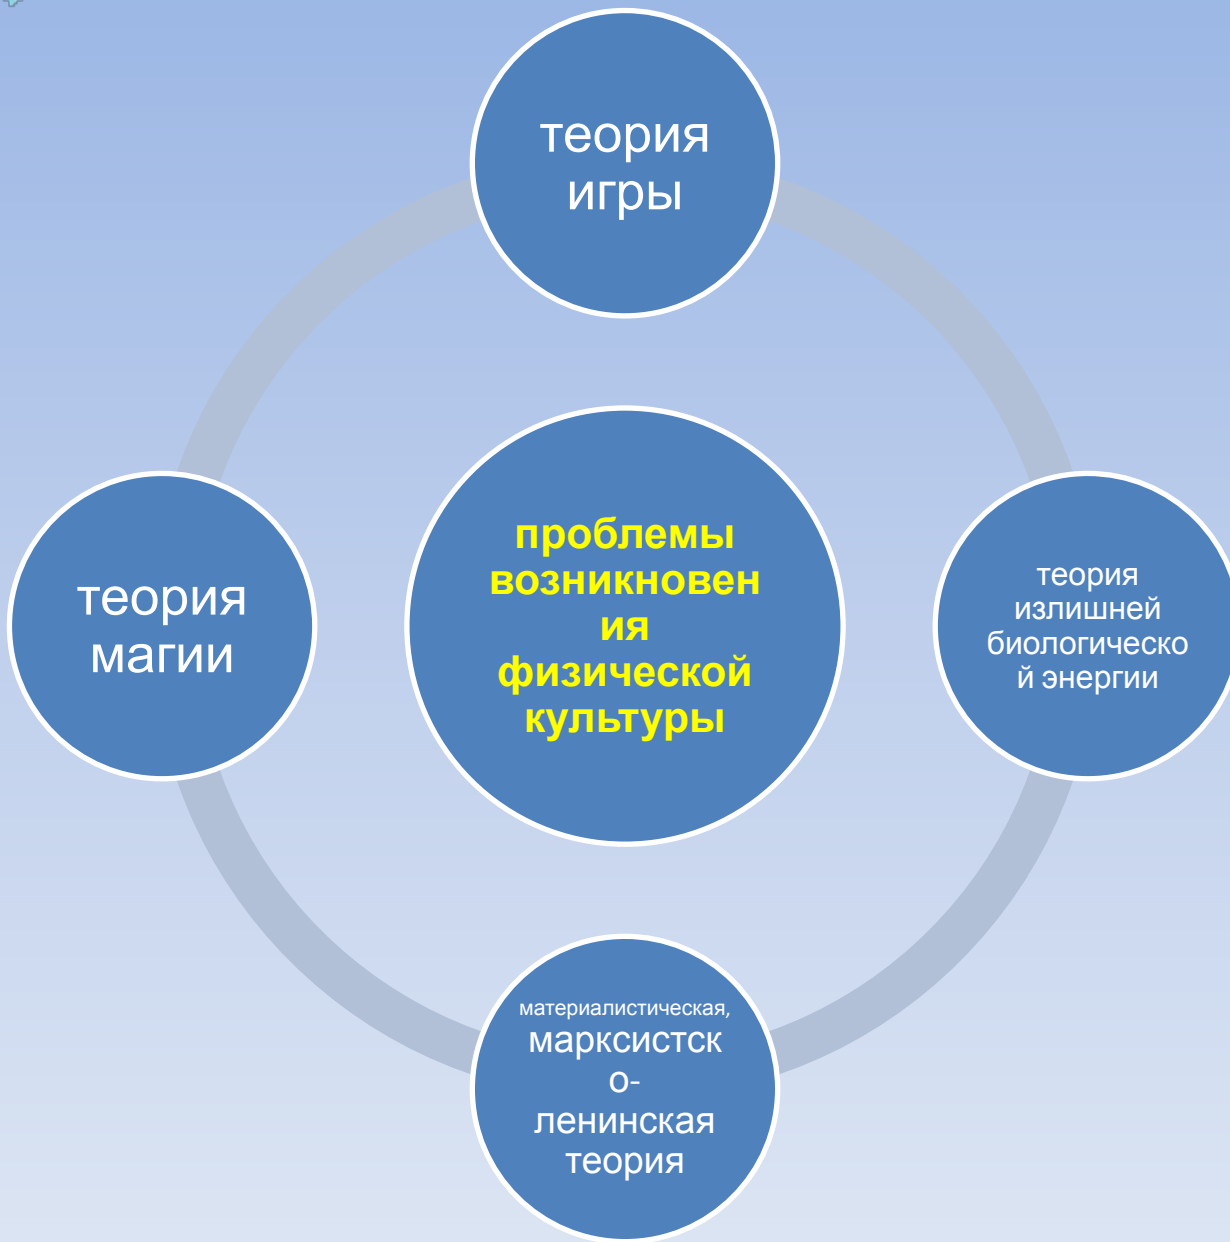 теория
игры
теория
магии
проблемы
возникновен
ия
физической
культуры
теория
излишней
биологическо
й энергии
материалистическая,
марксистск
о-
ленинская
теория